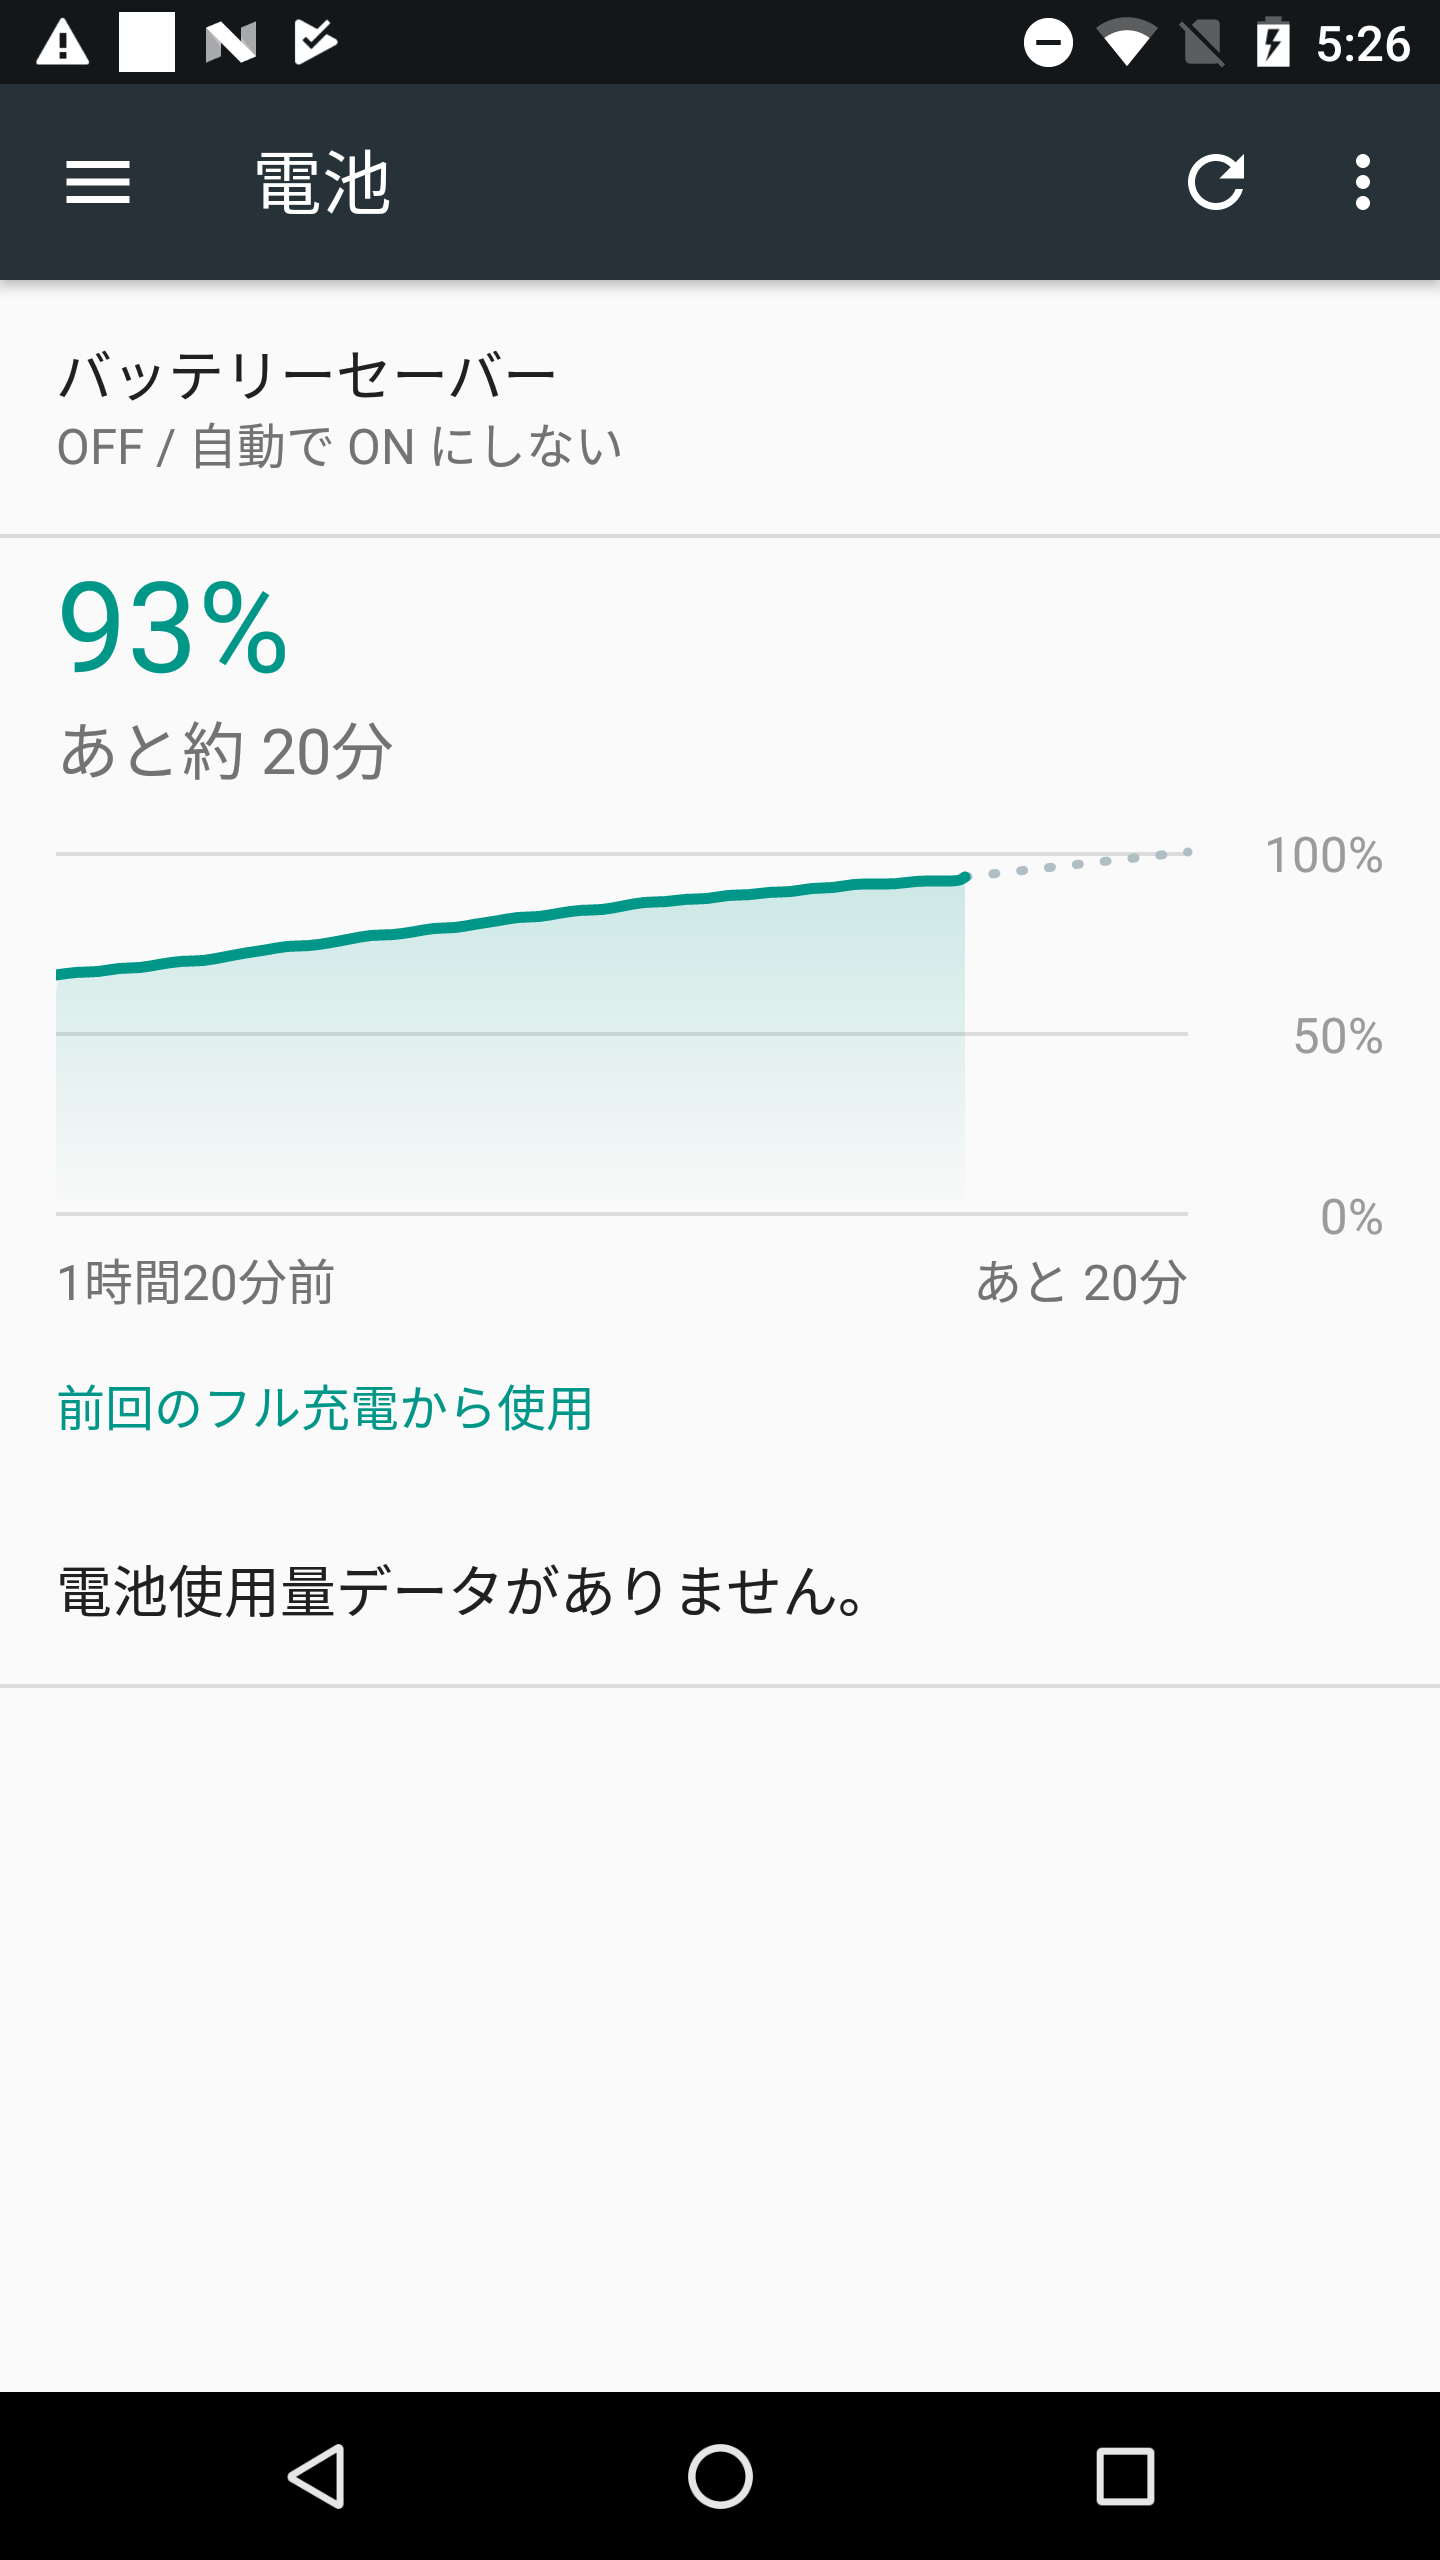 5:26
電池
バッテリーセーバー
OFF / 自動で ON にしない
93%
あと約 20分
100%
50%
0%
1時間20分前
あと 20分
前回のフル充電から使用
電池使用量データがありません。